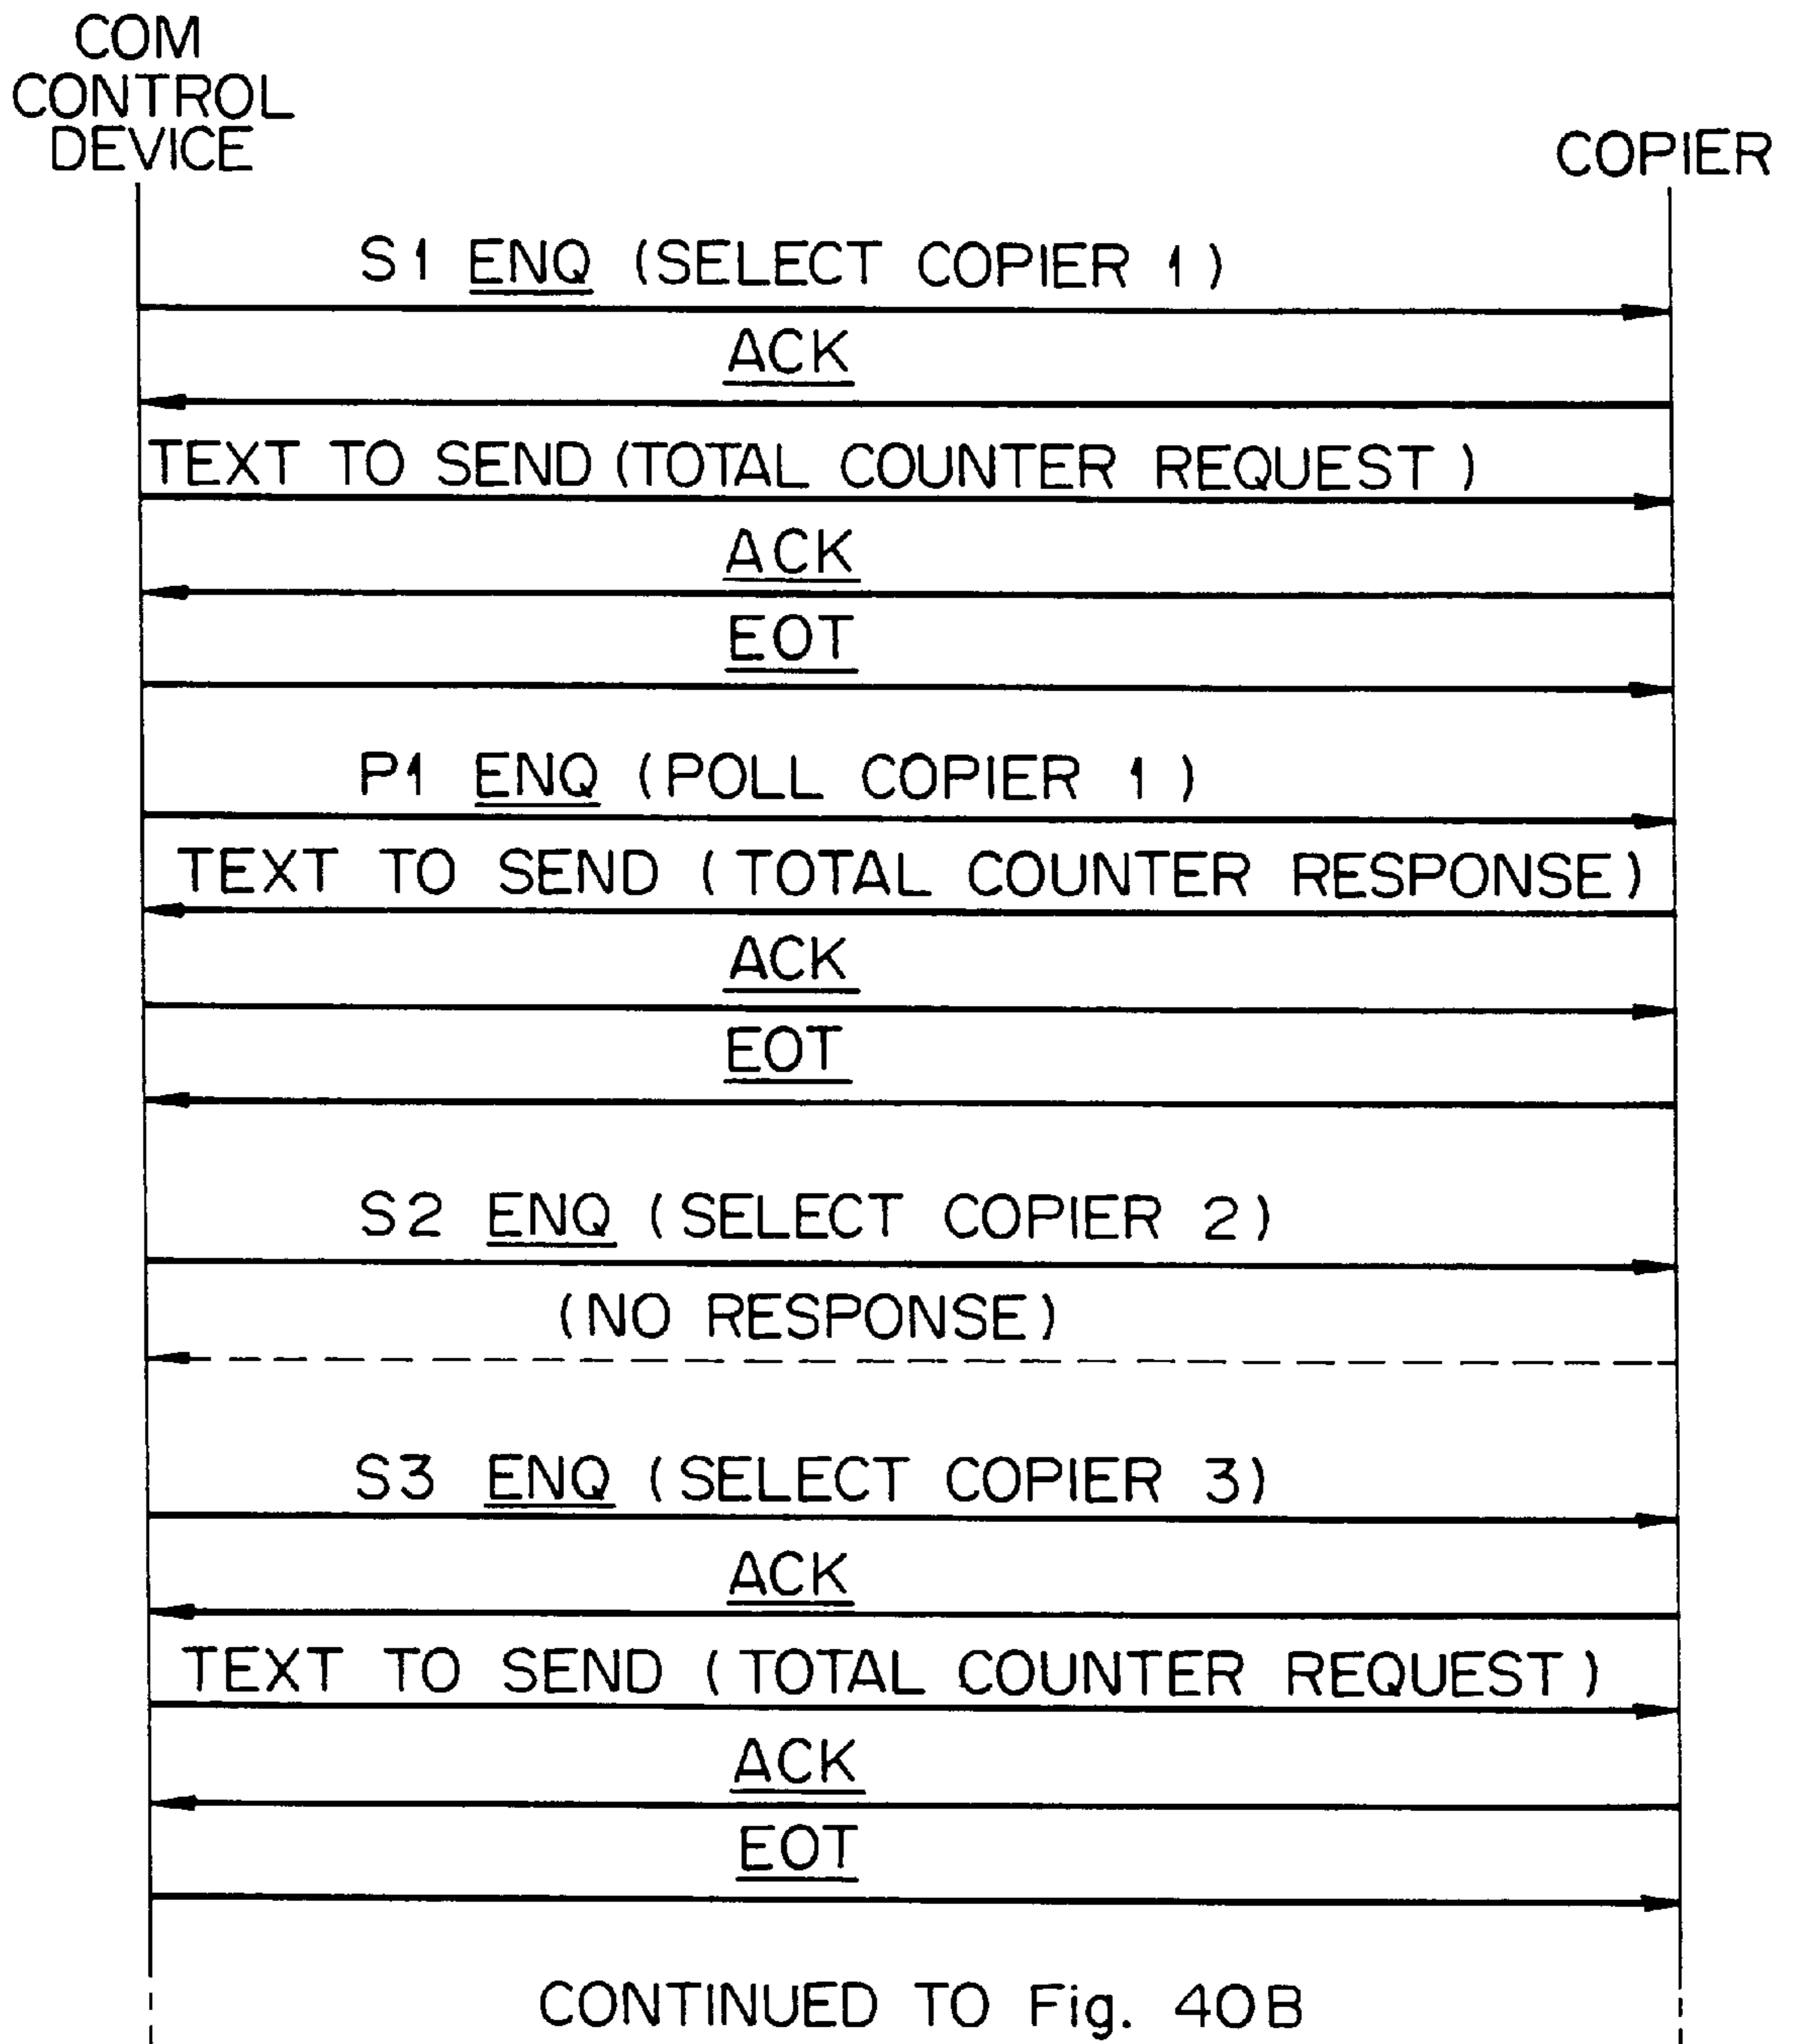 COM
CONTROL
DEVICE
COPIER
S1 ENQ (SELECT COPIER 1)
ACK
TEXT TO SEND (TOTAL COUNTER REQUEST)
ACK
EOT
P1 ENQ (POLL COPIER 1)
TEXT TO SEND (TOTAL COUNTER RESPONSE)
ACK
EOT
S2 ENQ (SELECT COPIER 2)
(NO RESPONSE)
S3 ENQ (SELECT COPIER 3)
ACK
TEXT TO SEND (TOTAL COUNTER REQUEST)
ACK
EOT
CONTINUED TO Fig. 40B